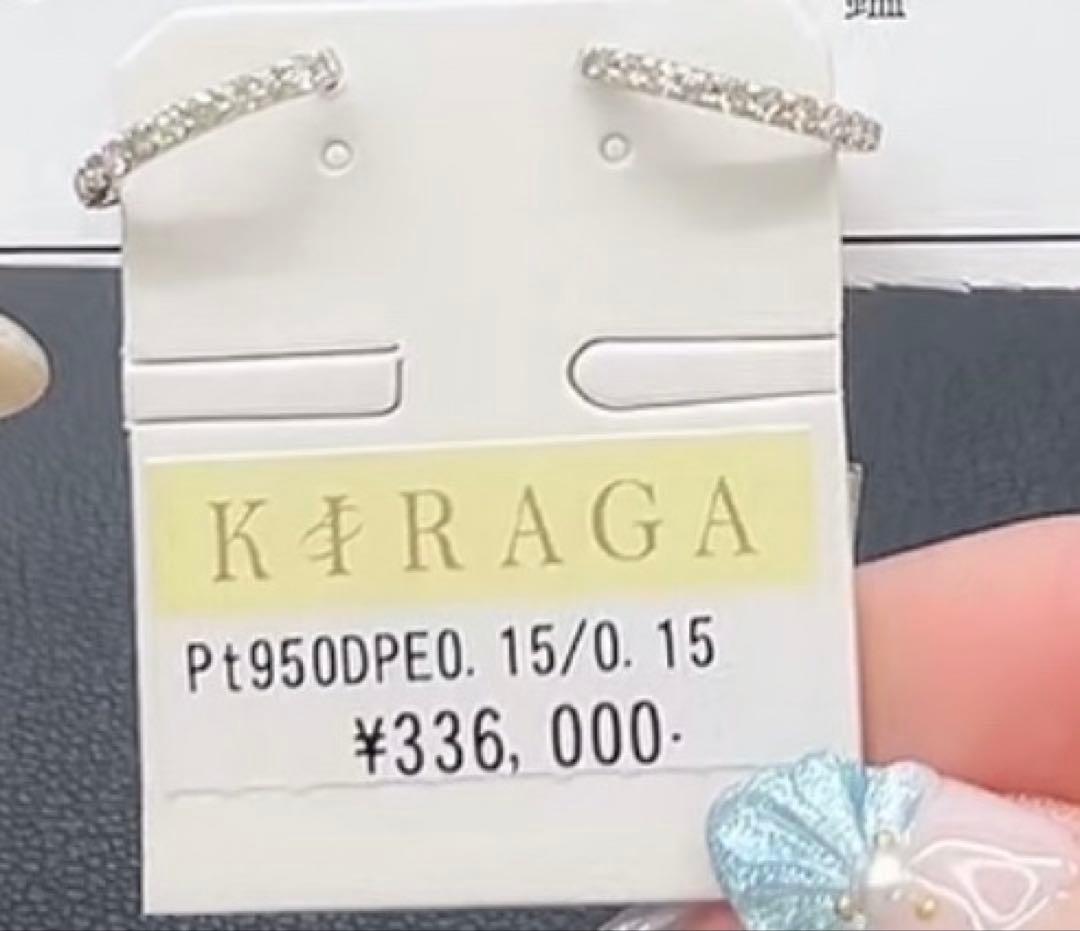 KIRAGA
Pt950DPE0. 15/0. 15
¥336, 000·